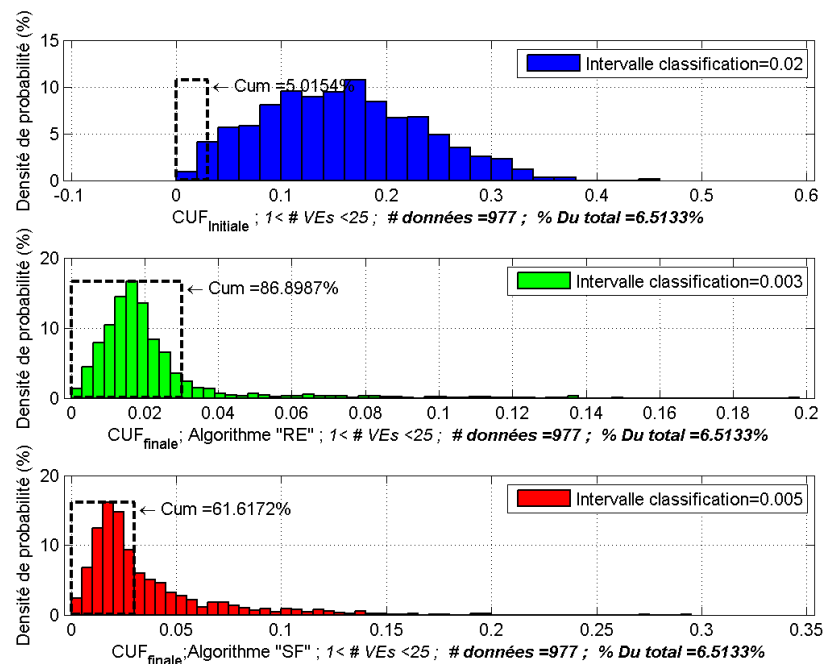 Densité de probabilité (%)
15
10
5
0
← Cum =5.0154%
Intervalle classification=0.02
-0.1 0 0.1 0.2 0.3 0.4 0.5 0.6
CUFInitiale ; 1< # VEs <25 ; # données =977 ; % Du total =6.5133%
Densité de probabilité (%)
20
10
0
← Cum =86.8987%
Intervalle classification=0.003
0 0.02 0.04 0.06 0.08 0.1 0.12 0.14 0.16 0.18 0.2
CUFfinale; Algorithme "RE" ; 1< # VEs <25 ; # données =977 ; % Du total =6.5133%
Densité de probabilité (%)
20
10
0
← Cum =61.6172%
Intervalle classification=0.005
0 0.05 0.1 0.15 0.2 0.25 0.3 0.35
CUFfinale;Algorithme "SF" ; 1< # VEs <25 ; # données =977 ; % Du total =6.5133%